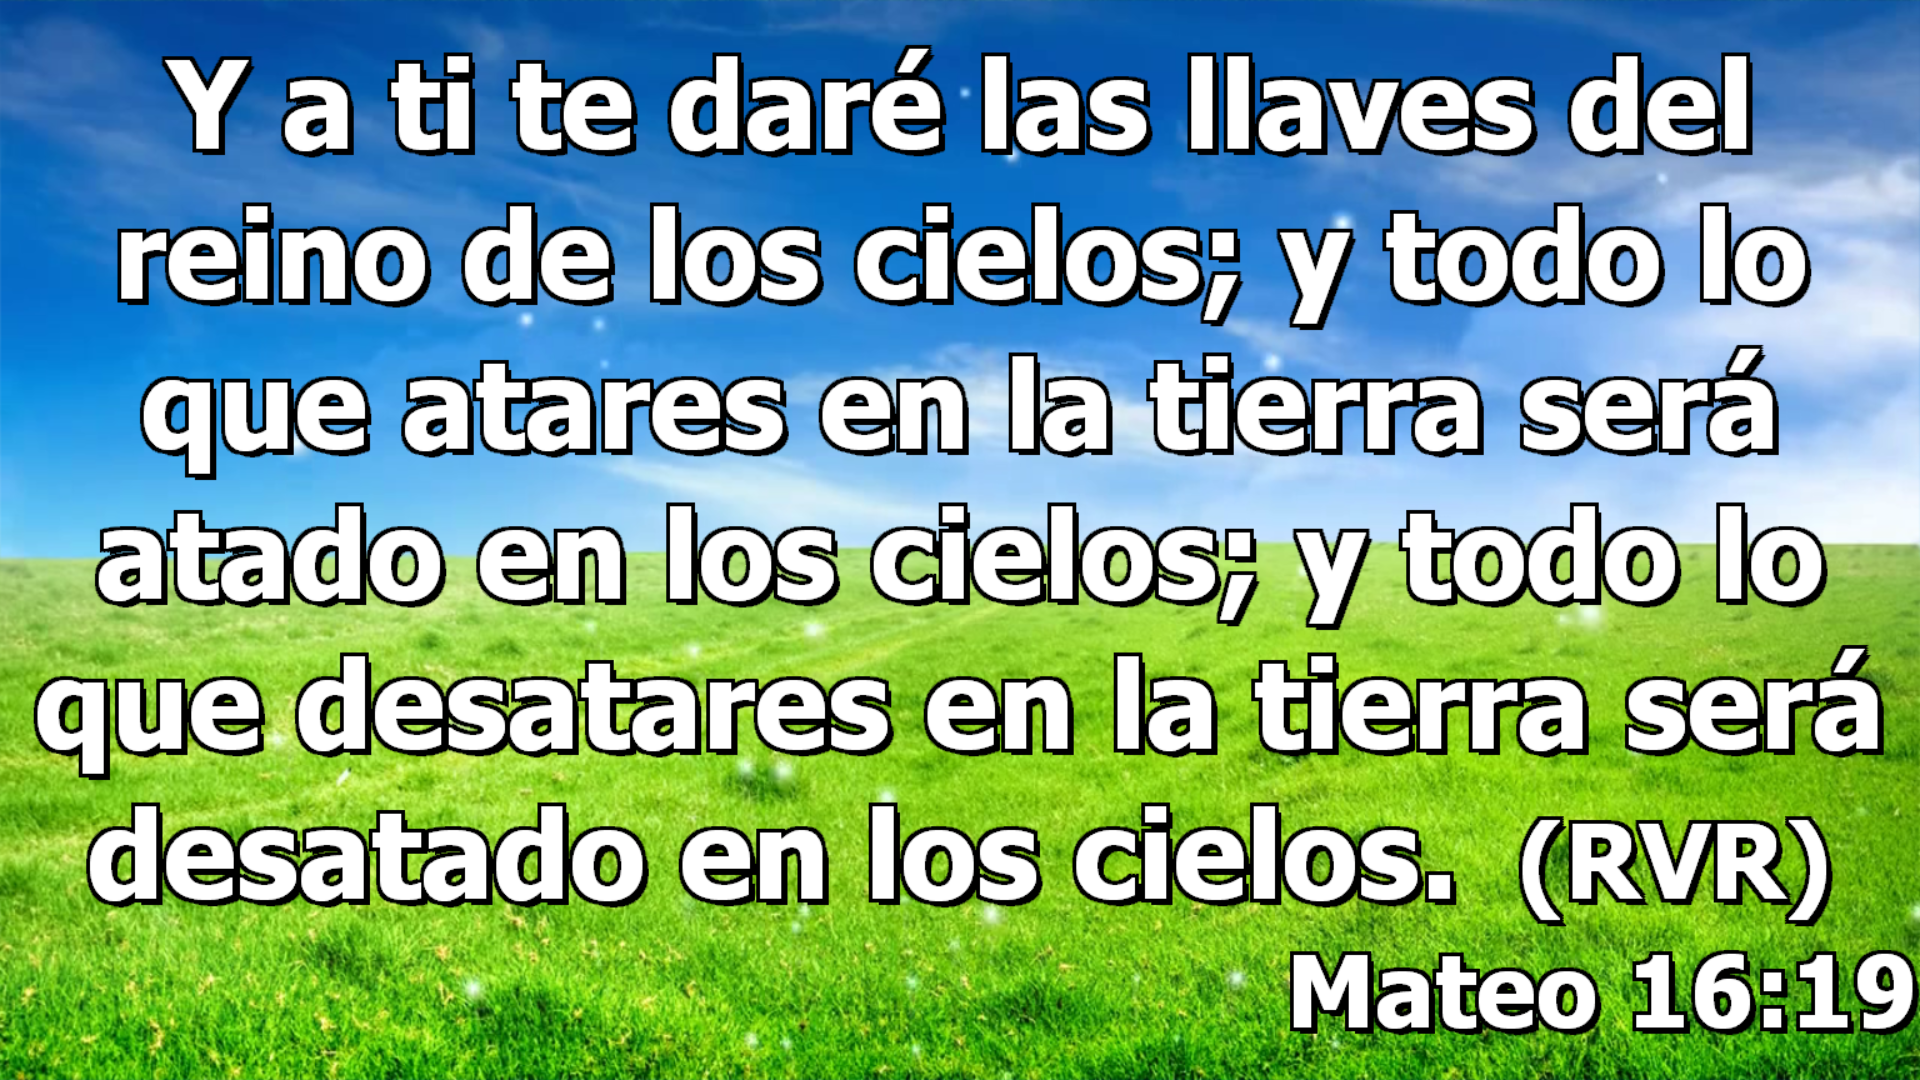 Y a ti te daré las llaves del
reino de los cielos; y todo lo
que atares en la tierra será
atado en los cielos; y todo lo
que desatares en la tierra será
desatado en los cielos. (RVR)
Mateo 16:19